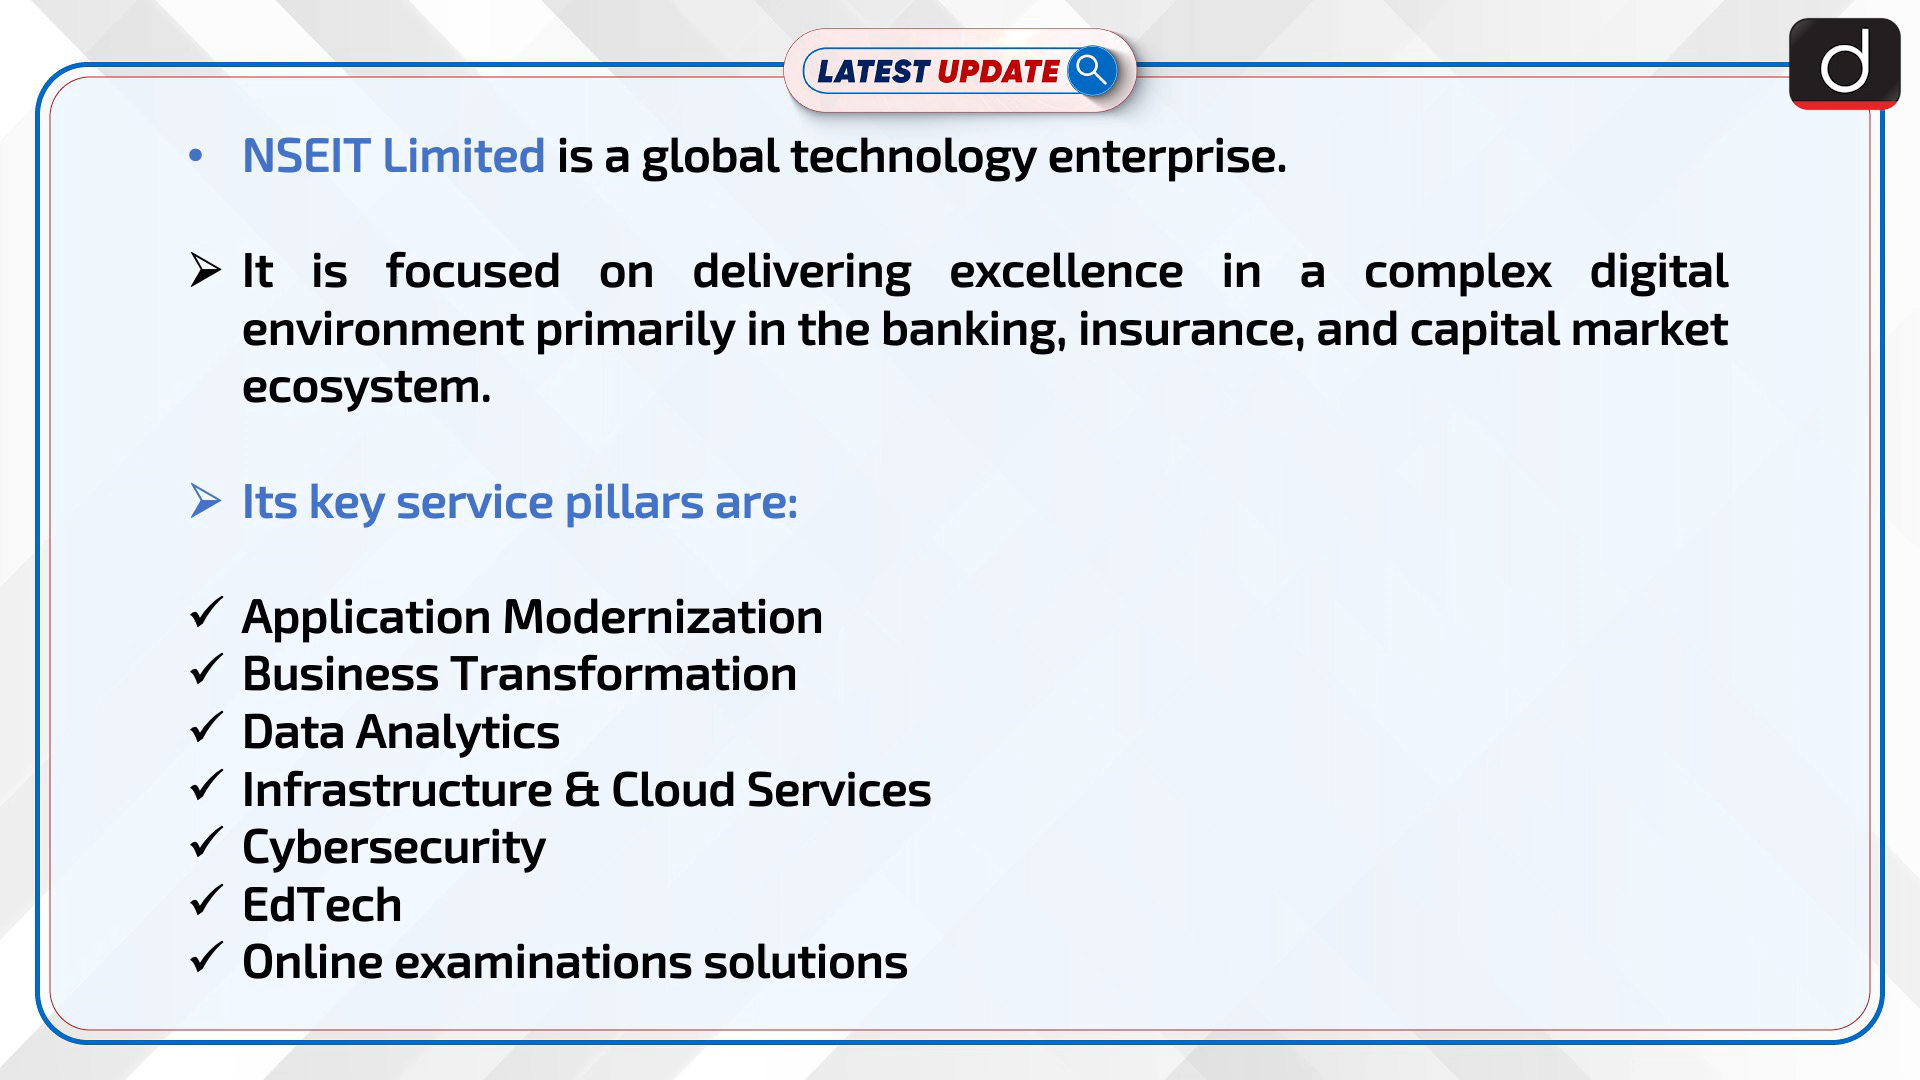 LATEST UPDATE
d
• NSEIT Limited is a global technology enterprise.
➢ It is focused on delivering excellence in a complex digital
environment primarily in the banking, insurance, and capital market
ecosystem.
➢ Its key service pillars are:
✓ Application Modernization
✓ Business Transformation
✓ Data Analytics
✓ Infrastructure & Cloud Services
✓ Cybersecurity
✓ EdTech
✓ Online examinations solutions